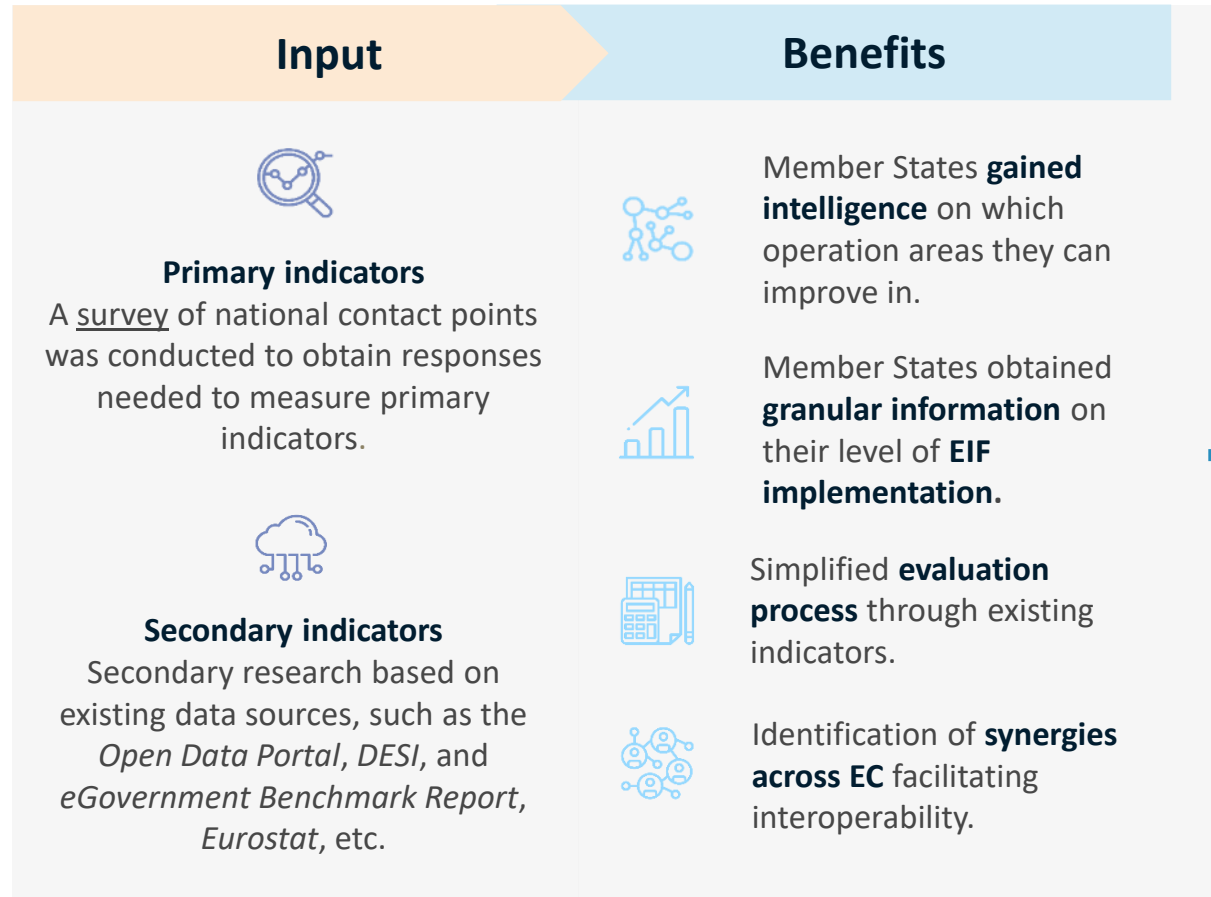 Input
Benefits
Primary indicators
A survey of national contact points
was conducted to obtain responses
needed to measure primary
indicators.
Secondary indicators
Secondary research based on
existing data sources, such as the
Open Data Portal, DESI, and
eGovernment Benchmark Report,
Eurostat, etc.
Member States gained
intelligence on which
operation areas they can
improve in.
Member States obtained
granular information on
their level of EIF
implementation.
Simplified evaluation
process through existing
indicators.
Identification of synergies
across EC facilitating
interoperability.